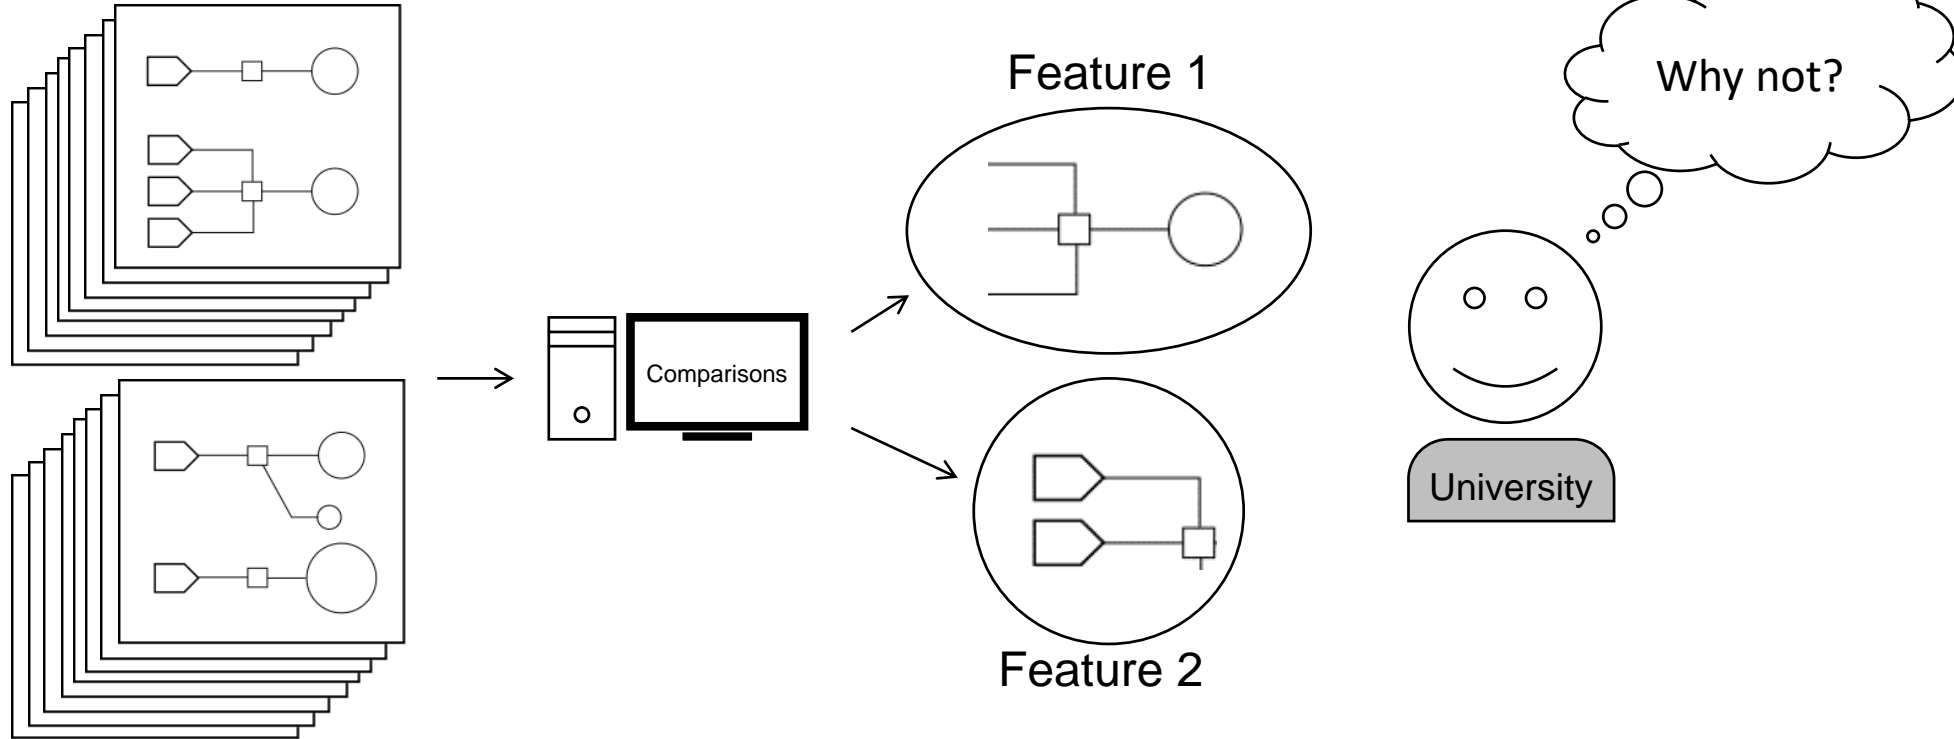 Feature 1
Why not?
Comparisons
University
Feature 2